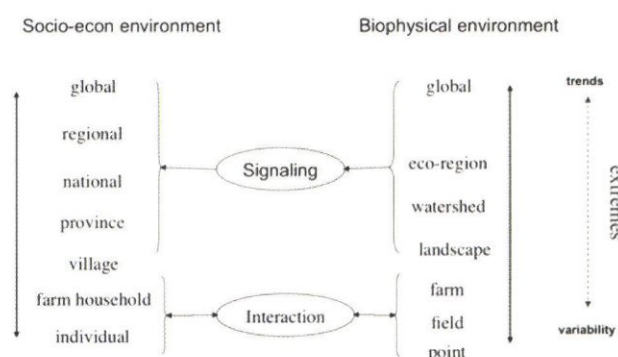 Socio-econ environment
Biophysical environment
global
regional
national
province
village
farm household
individual
Signaling
Interaction
global
eco-region
watershed
landscape
farm
field
point
trends
extremes
variability